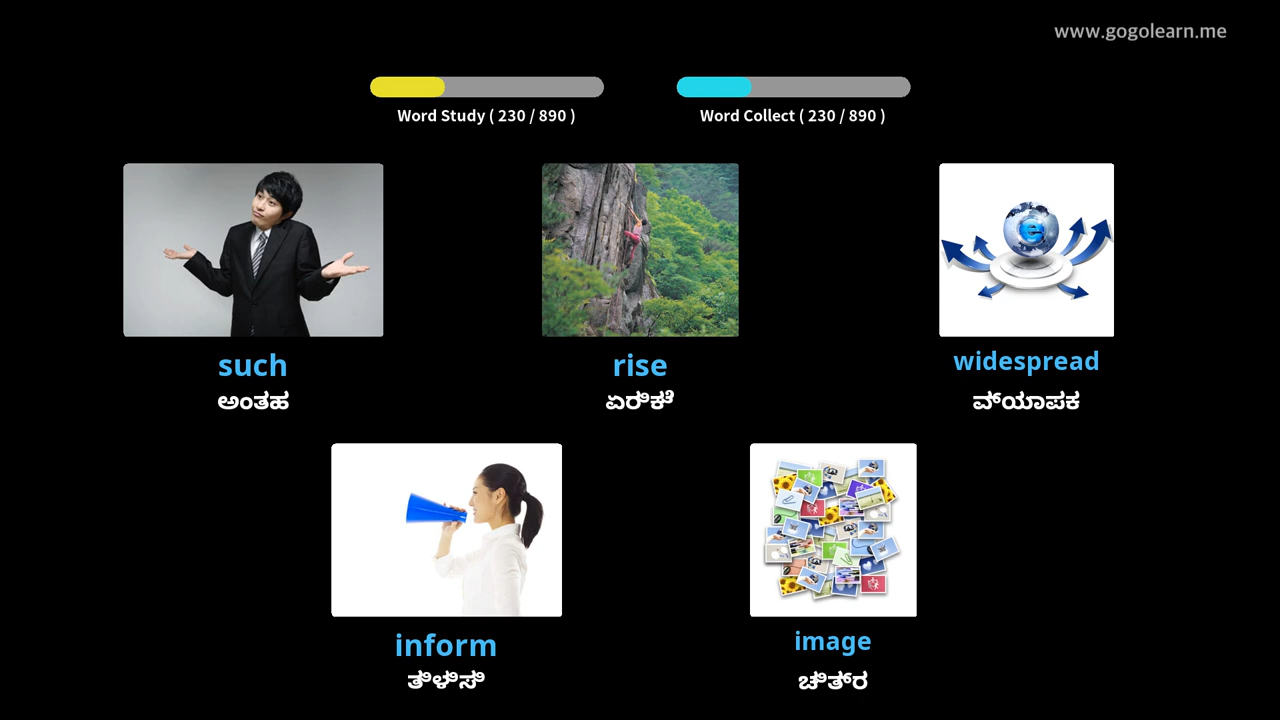 www.gogolearn.me
Word Study ( 230 / 890 )
Word Collect ( 230 / 890 )
such
ಅಂತಹ
rise
ಏರಿಕೆ
widespread
ವ್ಯಾಪಕ
inform
ತಿಳಿಸಿ
image
ಚಿತ್ರ